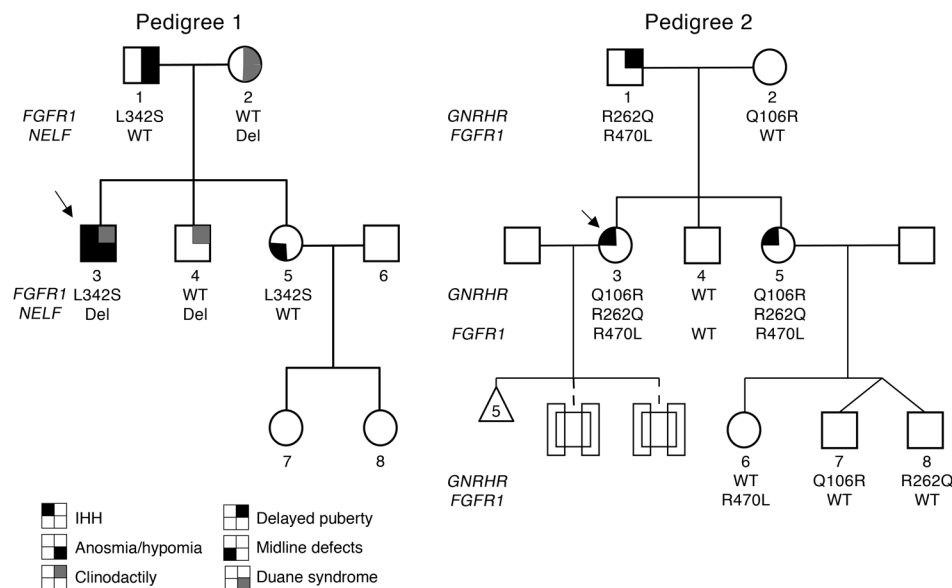 Pedigree 1
Pedigree 2
1 2
FGFR1 L342S WT
NELF WT Del
1 2
GNRHR R262Q Q106R
FGFR1 R470L WT
3 4 5 6
FGFR1 L342S WT L342S
NELF Del Del WT
3 4 5
GNRHR Q106R WT Q106R
R262Q R262Q
FGFR1 R470L WT R470L
7 8
5
6 7 8
GNRHR WT Q106R R262Q
FGFR1 R470L WT WT
IHH
Delayed puberty
Anosmia/hypomia
Midline defects
Clinodactily
Duane syndrome